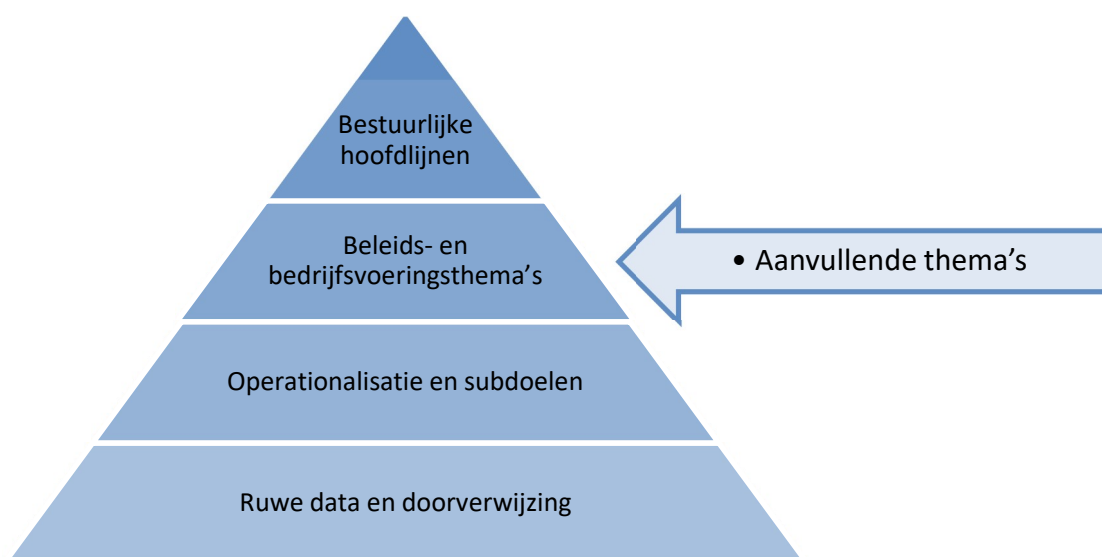 Bestuurlijke
hoofdlijnen
Beleids- en
bedrijfsvoeringsthema’s
• Aanvullende thema’s
Operationalisatie en subdoelen
Ruwe data en doorverwijzing